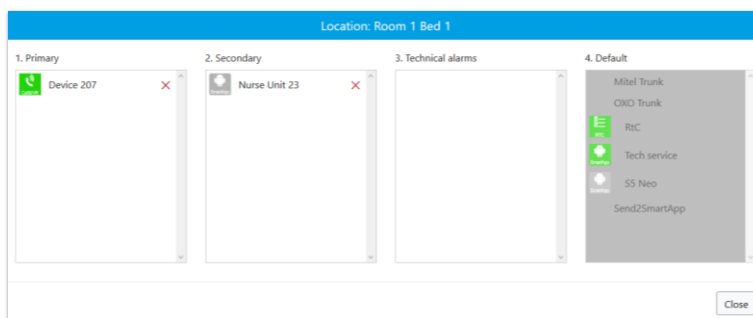 Location: Room 1 Bed 1
1. Primary
Device 207
2. Secondary
Nurse Unit 23
3. Technical alarms
4. Default
Mitel Trunk
OXO Trunk
RTC
RtC
Tech service
S5 Neo
Send2SmartApp
Close